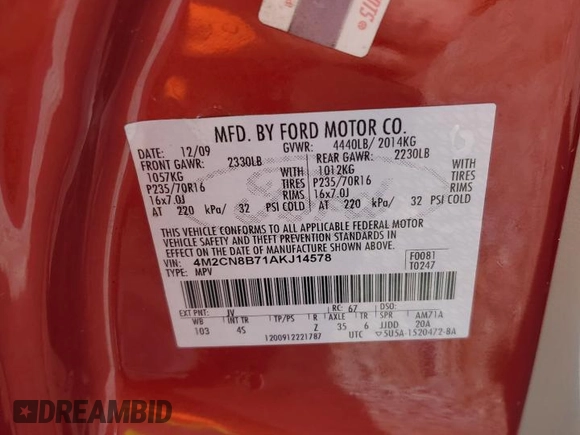 MFD. BY FORD MOTOR CO.
DATE: 12/09 GVWR: 4440LB/ 2014KG
FRONT GAWR: 2330LB REAR GAWR: 2230LB
1057KG WITH 1012KG WITH
P235/70R16 TIRES P235/70R16 TIRES
16x7.0J RIMS 16x7.0J RIMS
AT 220 kPa/ 32 PSI COLD AT 220 kPa/ 32 PSI COLD
THIS VEHICLE CONFORMS TO ALL APPLICABLE FEDERAL MOTOR
VEHICLE SAFETY AND THEFT PREVENTION STANDARDS IN
EFFECT ON THE DATE OF MANUFACTURE SHOWN ABOVE.
VIN: 4M2CN8B71AKJ14578 F0081
TYPE: MPV T0247
EXT PNT: JV RC: 67 DSO:
WB INT TR TP/PS R AXLE TR SPR AM71A
103 45 Z 35 6 JJDD 20A
1200912221787 UTC 5U5A-1520472-BA
DREAMBID